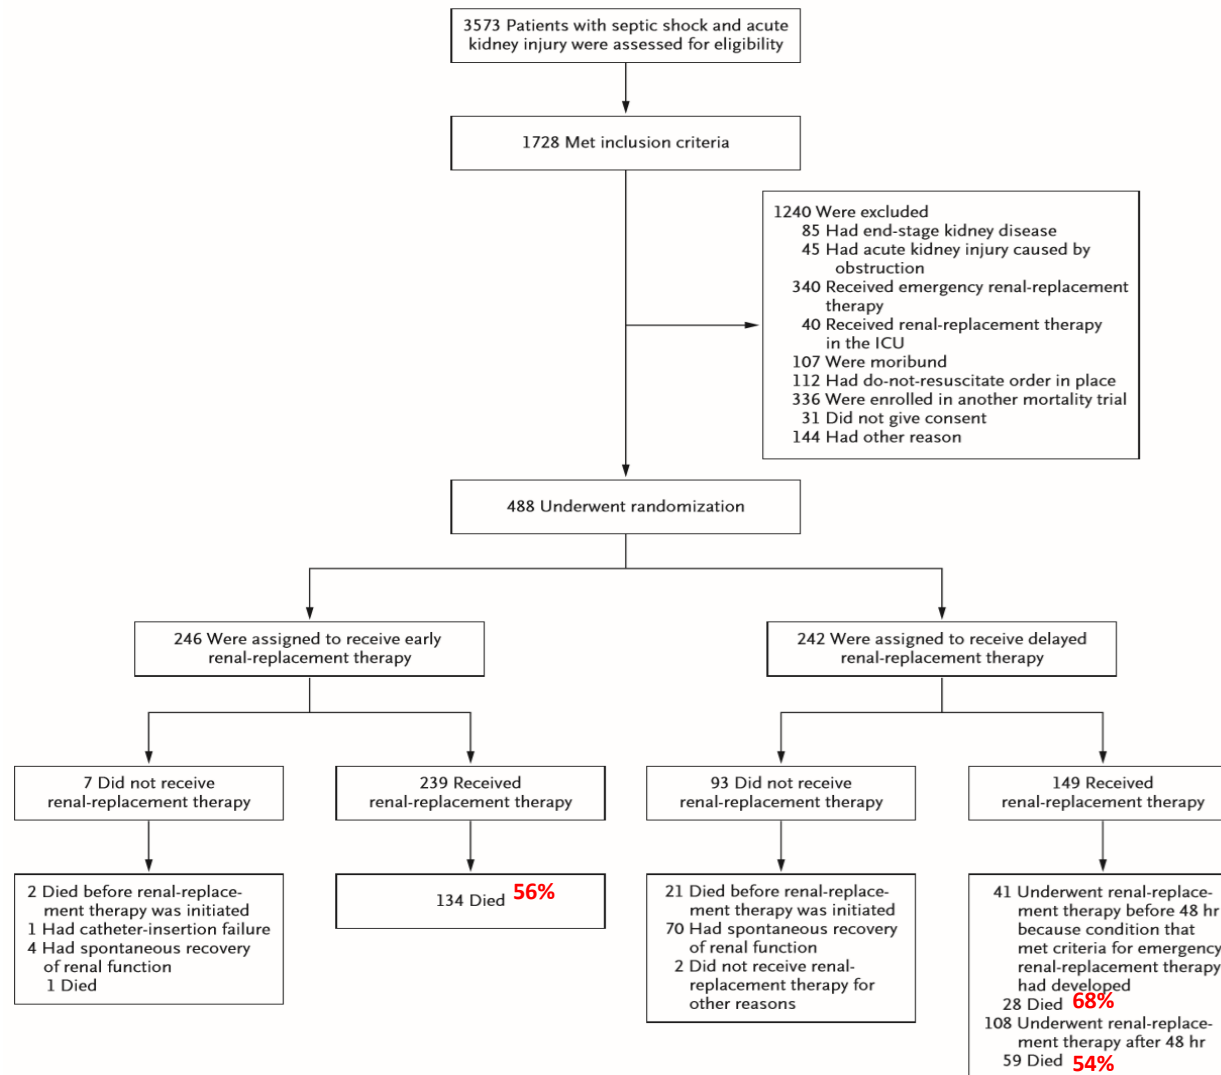 3573 Patients with septic shock and acute
kidney injury were assessed for eligibility
1728 Met inclusion criteria
1240 Were excluded
85 Had end-stage kidney disease
45 Had acute kidney injury caused by
obstruction
340 Received emergency renal-replacement
therapy
40 Received renal-replacement therapy
in the ICU
107 Were moribund
112 Had do-not-resuscitate order in place
336 Were enrolled in another mortality trial
31 Did not give consent
144 Had other reason
488 Underwent randomization
246 Were assigned to receive early
renal-replacement therapy
242 Were assigned to receive delayed
renal-replacement therapy
7 Did not receive
renal-replacement therapy
239 Received
renal-replacement therapy
93 Did not receive
renal-replacement therapy
149 Received
renal-replacement therapy
2 Died before renal-replace-
ment therapy was initiated
1 Had catheter-insertion failure
4 Had spontaneous recovery
of renal function
1 Died
134 Died 56%
21 Died before renal-replace-
ment therapy was initiated
70 Had spontaneous recovery
of renal function
2 Did not receive renal-
replacement therapy for
other reasons
41 Underwent renal-replace-
ment therapy before 48 hr
because condition that
met criteria for emergency
renal-replacement therapy
had developed
28 Died 68%
108 Underwent renal-replace-
ment therapy after 48 hr
59 Died 54%